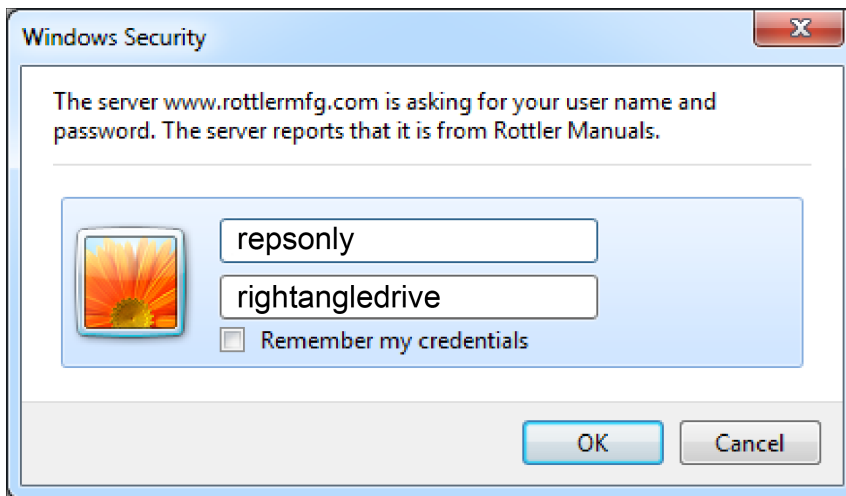 Windows Security
The server www.rottlermfg.com is asking for your user name and
password. The server reports that it is from Rottler Manuals.
repsonly
rightangledrive
Remember my credentials
OK
Cancel